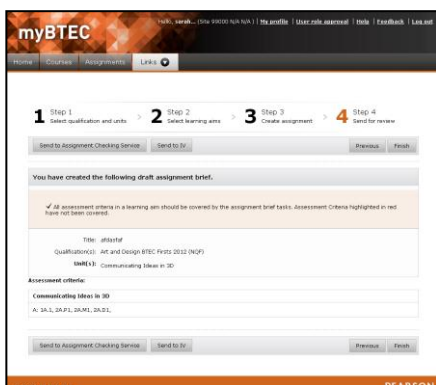 myBTEC
Hello, sarah... (Site 99000 N/A N/A) | My profile | User role approval | Help | Feedback | Log out
Home Courses Assignments Links
1 Step 1 Select qualification and units > 2 Step 2 Select learning aims > 3 Step 3 Create assignment > 4 Step 4 Send for review
Send to Assignment Checking Service Send to IV Previous Finish
You have created the following draft assignment brief.
✓ All assessment criteria in a learning aim should be covered by the assignment brief tasks. Assessment Criteria highlighted in red
have not been covered.
Title: afdasfaf
Qualification(s): Art and Design BTEC Firsts 2012 (NQF)
Unit(s): Communicating Ideas in 3D
Assessment criteria:
Communicating Ideas in 3D
A: 1A.1, 2A.P1, 2A.M1, 2A.D1,
Send to Assignment Checking Service Send to IV Previous Finish
PEARSON